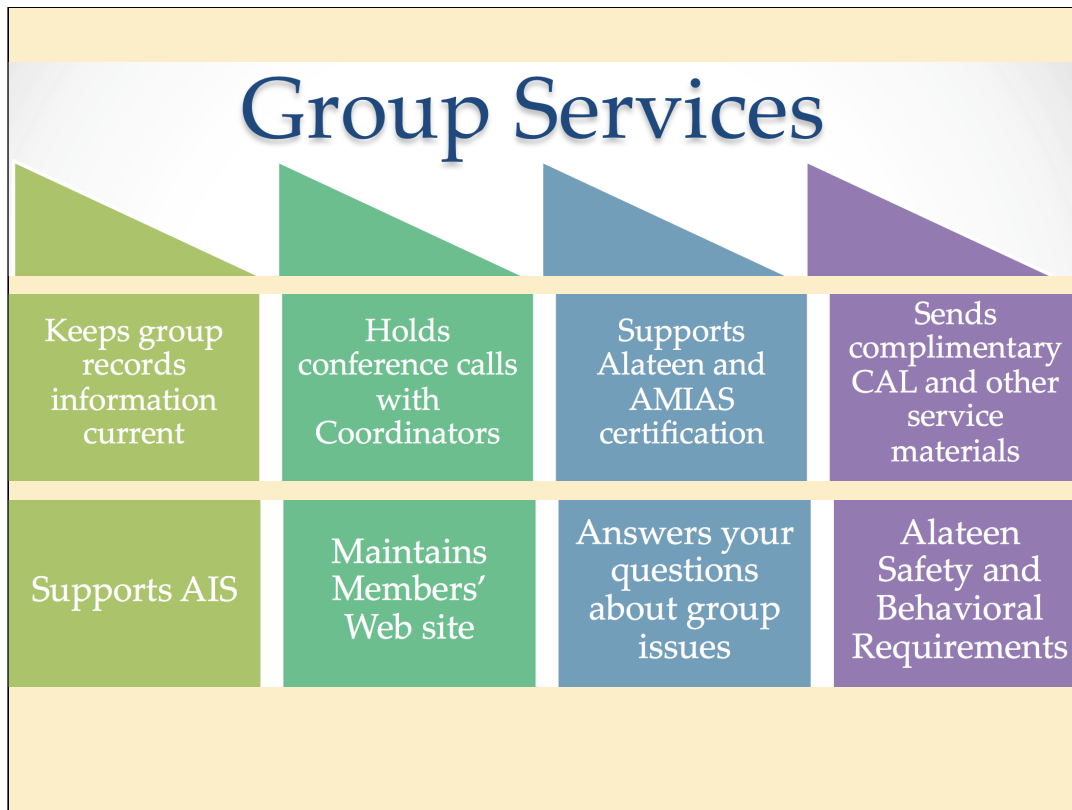 Group Services
Keeps group
records
information
current
Holds
conference calls
with
Coordinators
Supports
Alateen and
AMIAS
certification
Sends
complimentary
CAL and other
service
materials
Supports AIS
Maintains
Members’
Web site
Answers your
questions
about group
issues
Alateen
Safety and
Behavioral
Requirements